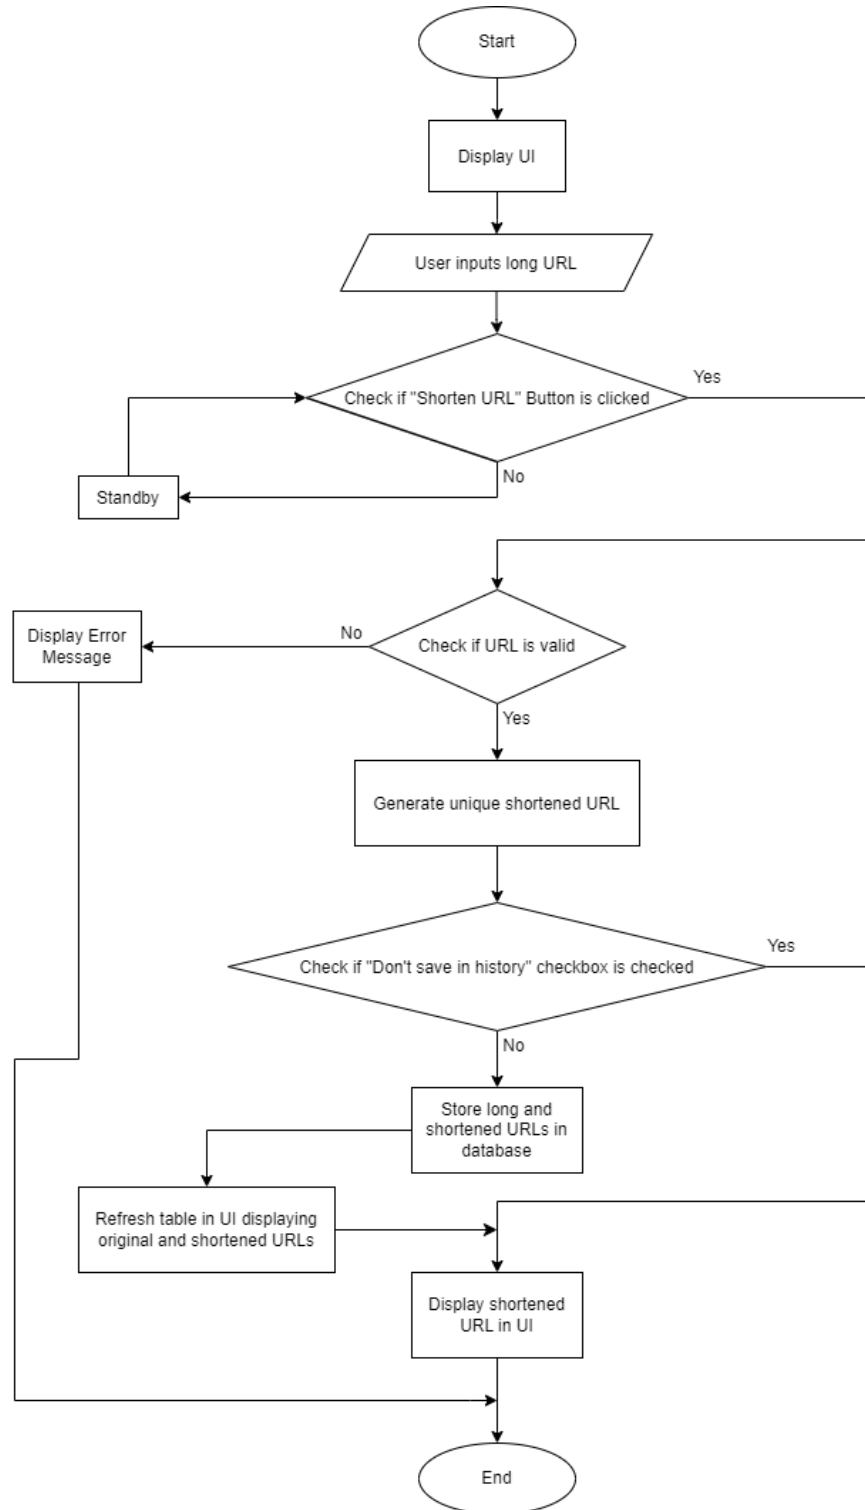 Start
Display UI
User inputs long URL
Yes
Check if "Shorten URL" Button is clicked
No
Standby
Display Error
Message
No
Check if URL is valid
Yes
Generate unique shortened URL
Yes
Check if "Don't save in history" checkbox is checked
No
Store long and
shortened URLs in
database
Refresh table in UI displaying
original and shortened URLs
Display shortened
URL in UI
End